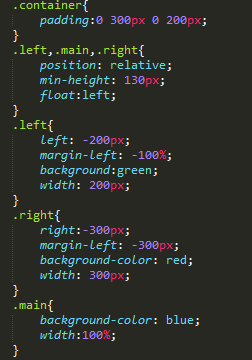 .container{
padding:0 300px 0 200px;
}
.left,.main,.right{
position: relative;
min-height: 130px;
float:left;
}
.left{
left: -200px;
margin-left: -100%;
background:green;
width: 200px;
}
.right{
right:-300px;
margin-left: -300px;
background-color: red;
width: 300px;
}
.main{
background-color: blue;
width:100%;
}